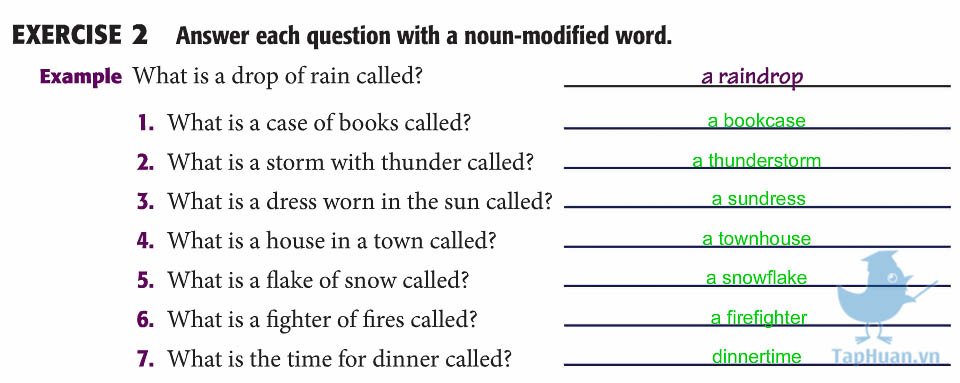 EXERCISE 2 Answer each question with a noun-modified word.
Example What is a drop of rain called? a raindrop
1. What is a case of books called? a bookcase
2. What is a storm with thunder called? a thunderstorm
3. What is a dress worn in the sun called? a sundress
4. What is a house in a town called? a townhouse
5. What is a flake of snow called? a snowflake
6. What is a fighter of fires called? a firefighter
7. What is the time for dinner called? dinnertime
TapHuan.vn